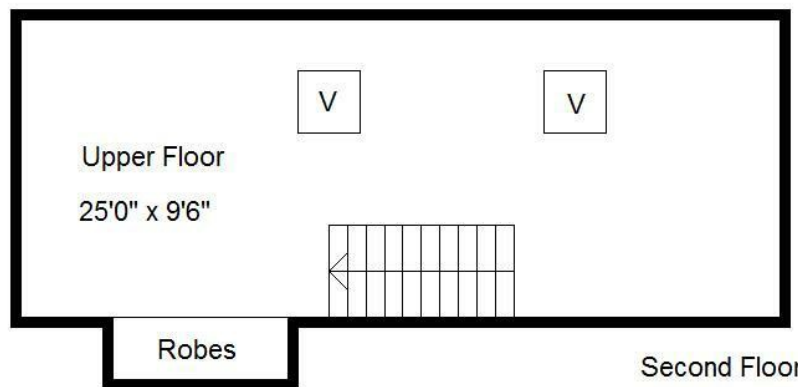 V
V
Upper Floor
25'0" x 9'6"
Robes
Second Floor